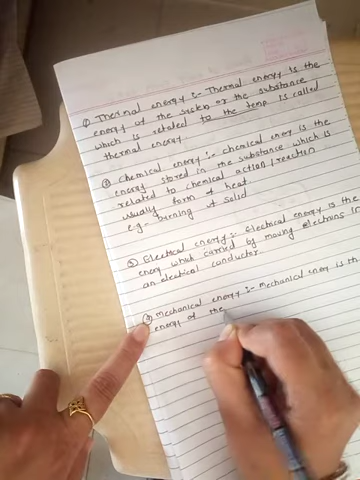 ① Thermal energy :- Thermal energy is the
energy of the system or the substance
which is related to the temp is called
thermal energy.
② Chemical energy :- chemical energy is the
energy stored in the substance which is
related to chemical action / reaction
usually form of heat
e.g- burning of solid
③ Electrical energy :- Electrical energy is the
energy which carried by moving electrons in
an electical conductor
④ Mechanical energy :- mechanical energy is th
energy of the